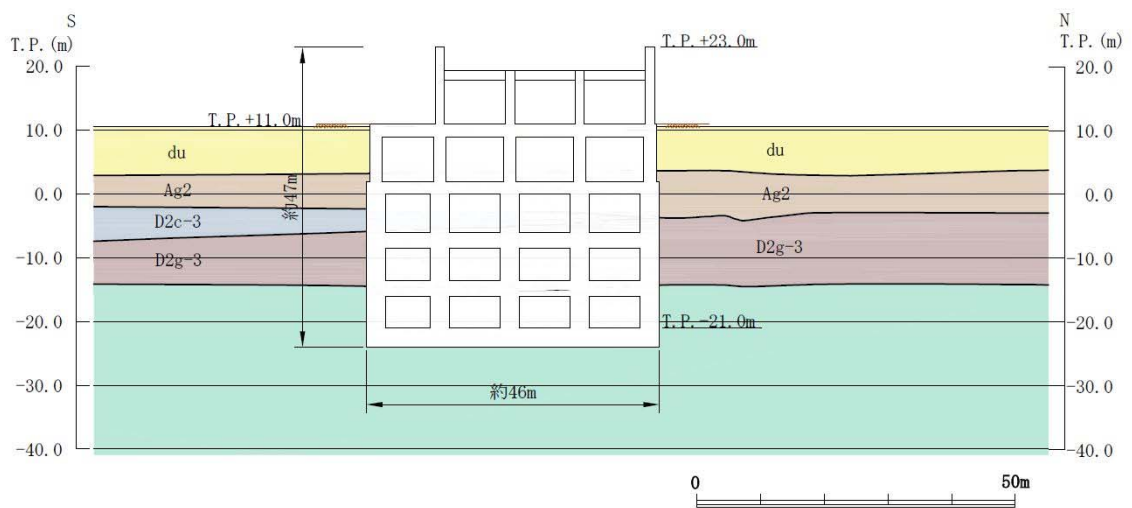 S
T.P.(m)
20.0
10.0
0.0
-10.0
-20.0
-30.0
-40.0
T.P.+11.0m
du
Ag2
D2c-3
D2g-3
約47m
約46m
T.P.+23.0m
T.P.-21.0m
du
Ag2
D2g-3
N
T.P.(m)
20.0
10.0
0.0
-10.0
-20.0
-30.0
-40.0
0 50m